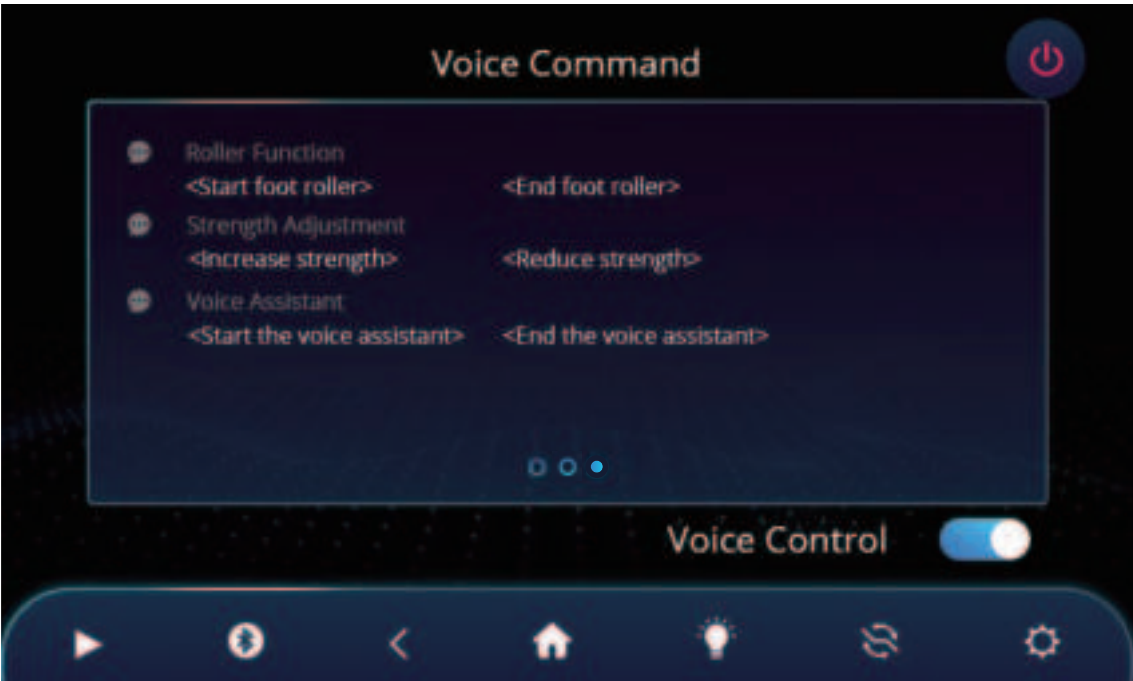 Voice Command
Roller Function
<Start foot roller> <End foot roller>
Strength Adjustment
<Increase strength> <Reduce strength>
Voice Assistant
<Start the voice assistant> <End the voice assistant>
Voice Control